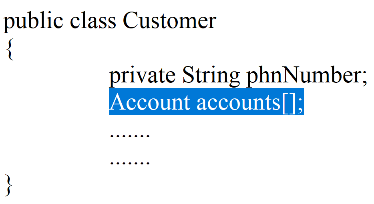 public class Customer
{
private String phnNumber;
Account accounts[];
.......
.......
}